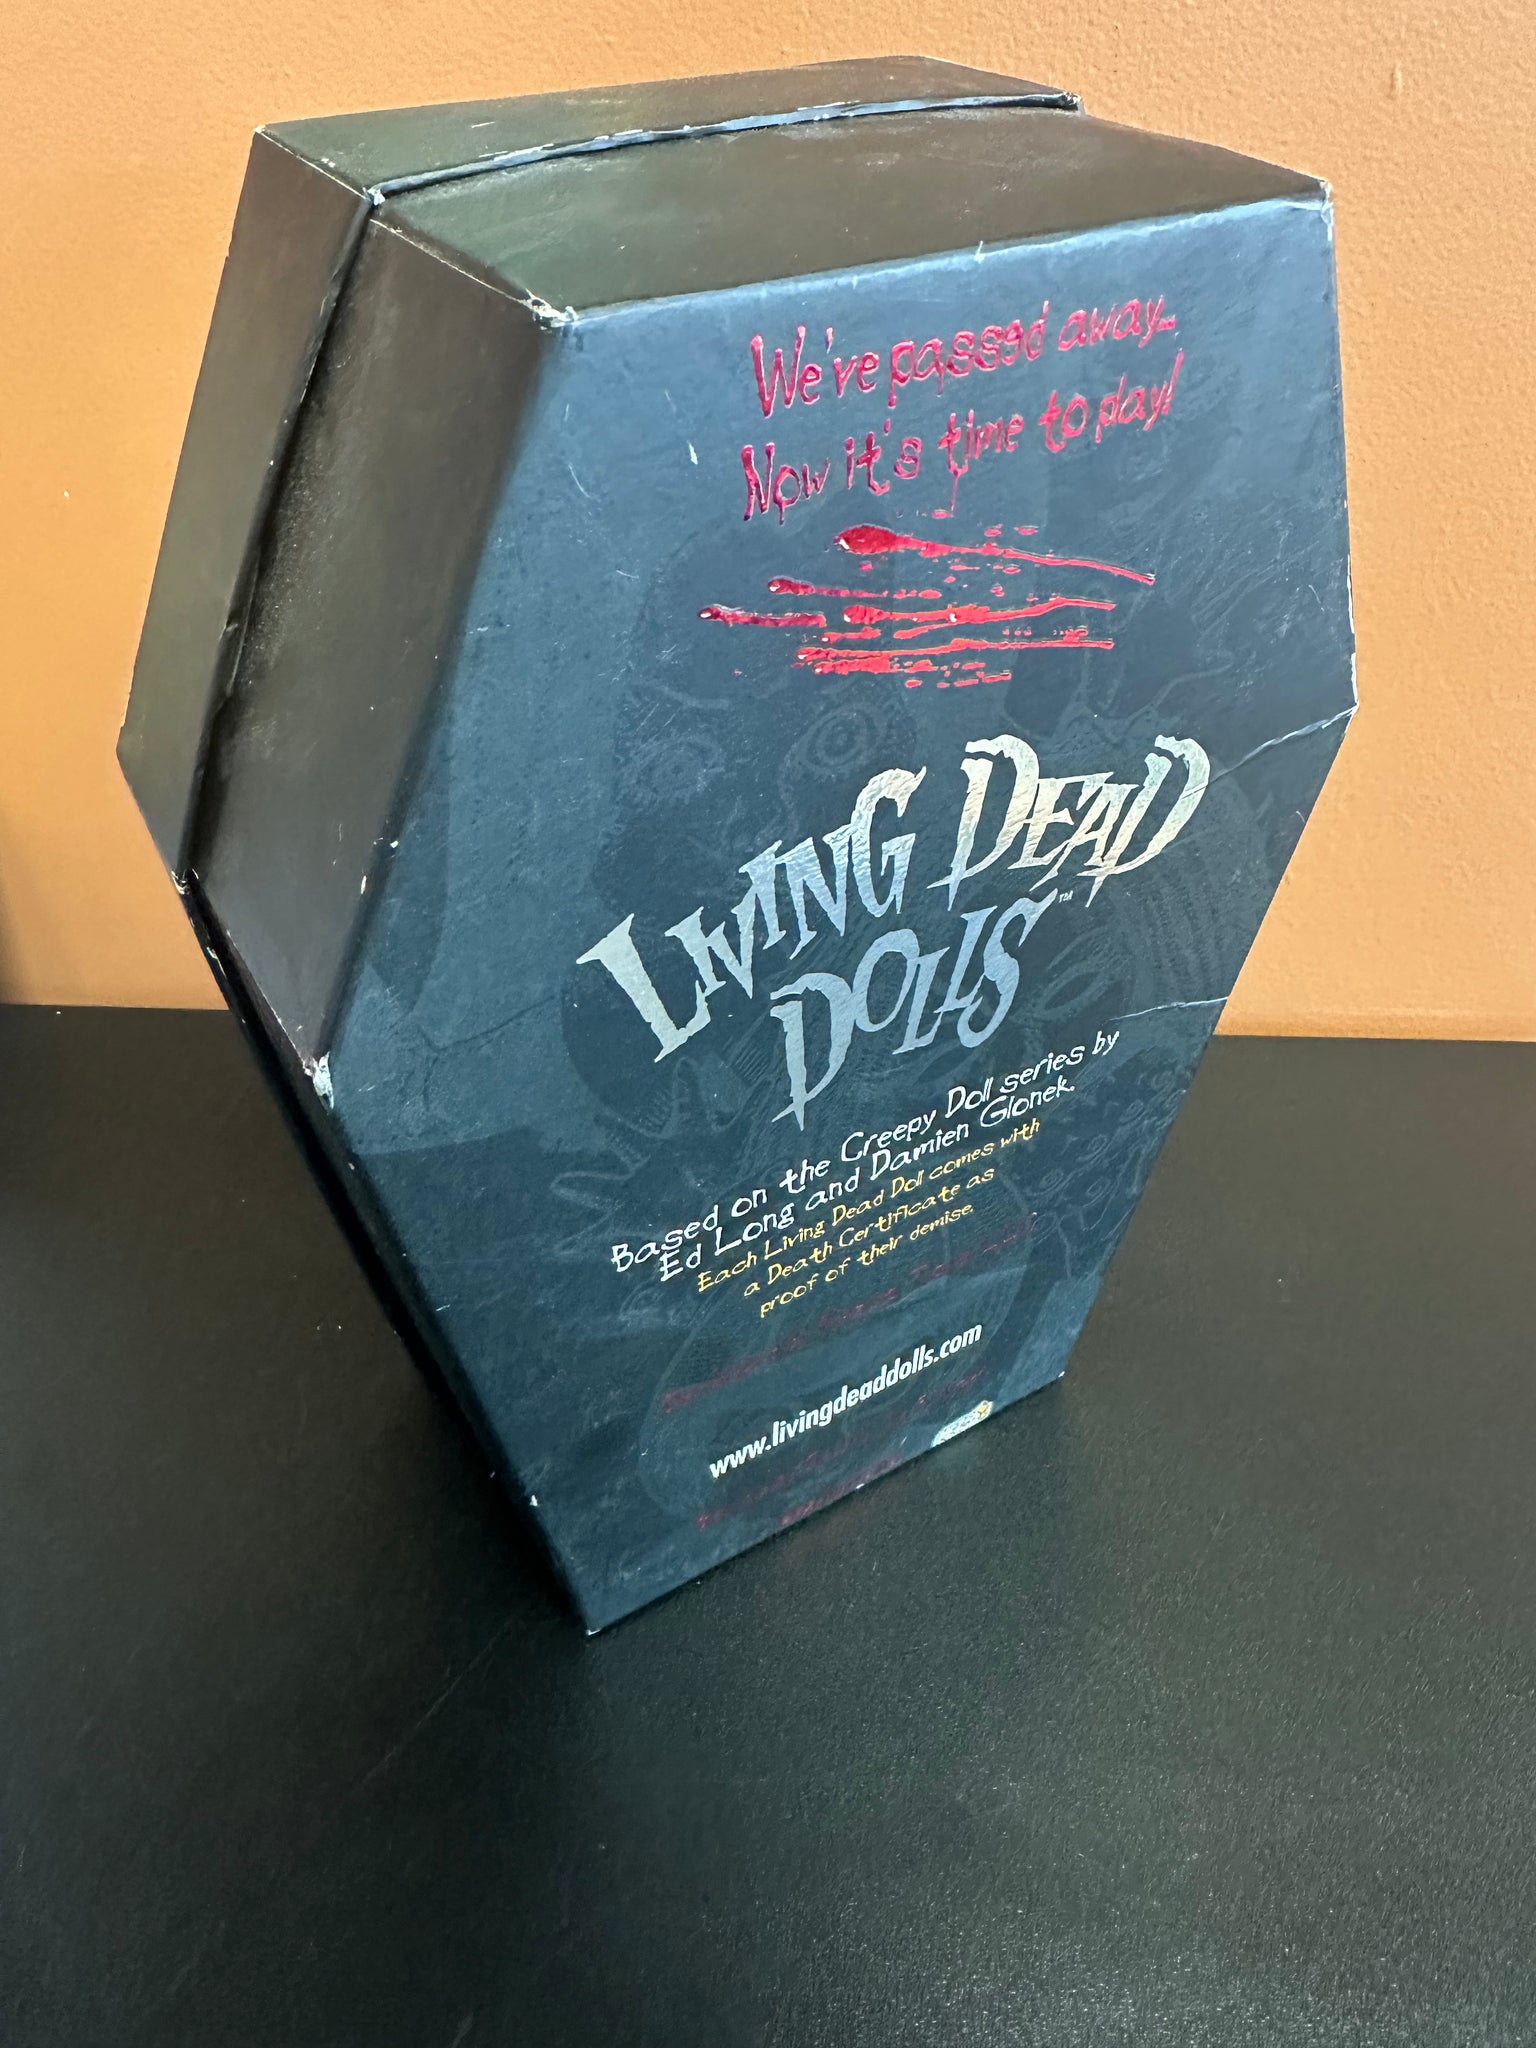 We've passed away...
Now it's time to play!
LIVING DEAD
DOLLS™
Based on the Creepy Doll series by
Ed Long and Damien Glonek.
Each Living Dead Doll comes with
a Death Certificate as
proof of their demise.
www.livingdeaddolls.com